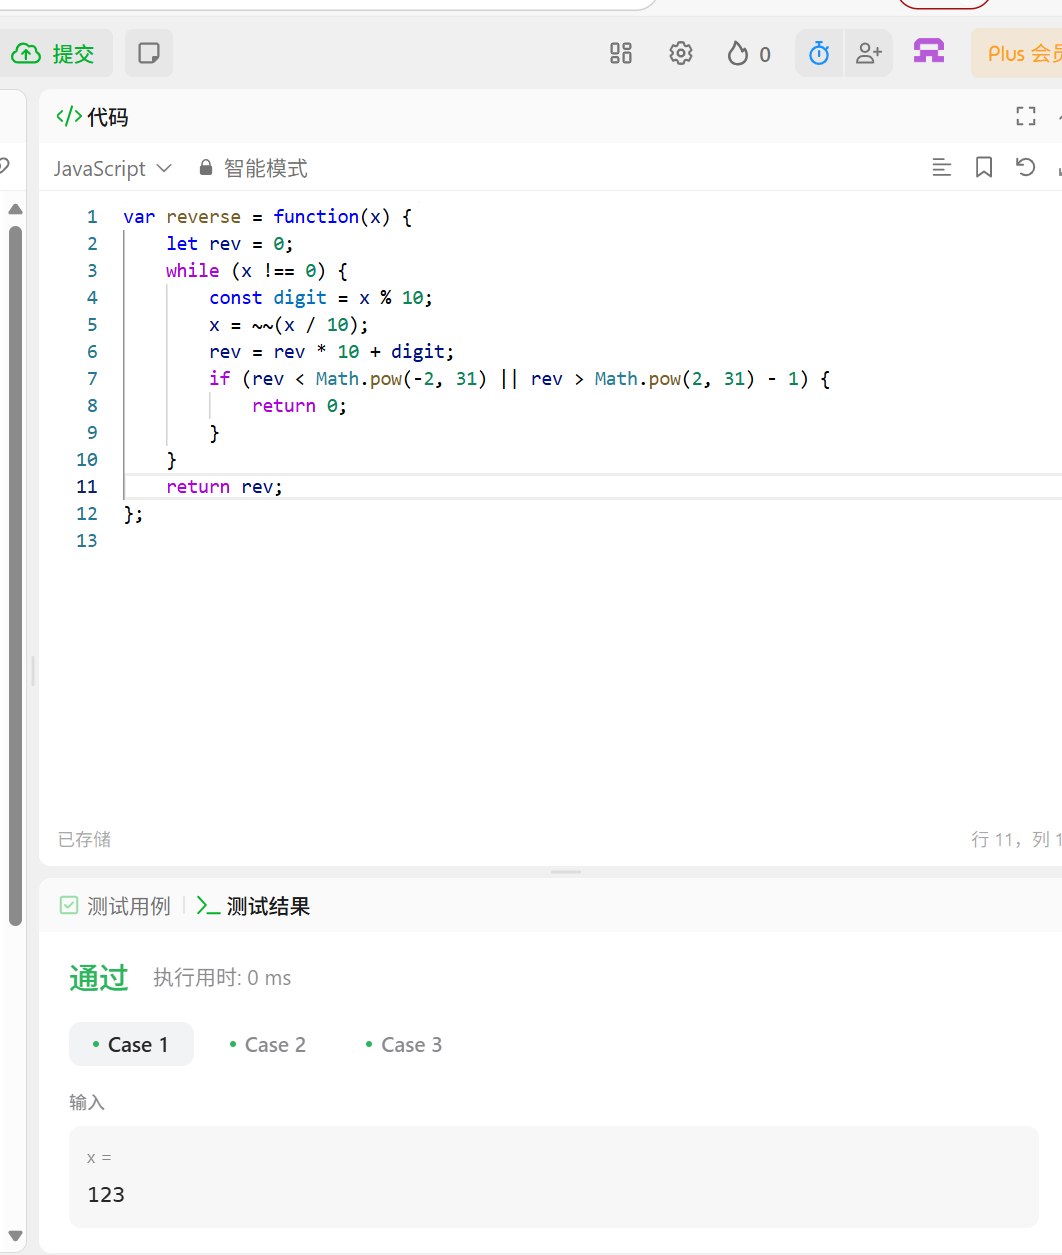 提交
0
Plus 会员
代码
JavaScript
智能模式
1 var reverse = function(x) {
2     let rev = 0;
3     while (x !== 0) {
4         const digit = x % 10;
5         x = ~~(x / 10);
6         rev = rev * 10 + digit;
7         if (rev < Math.pow(-2, 31) || rev > Math.pow(2, 31) - 1) {
8             return 0;
9         }
10     }
11     return rev;
12 };
13
已存储
行 11，列 1
测试用例
测试结果
通过
执行用时: 0 ms
Case 1
Case 2
Case 3
输入
x =
123